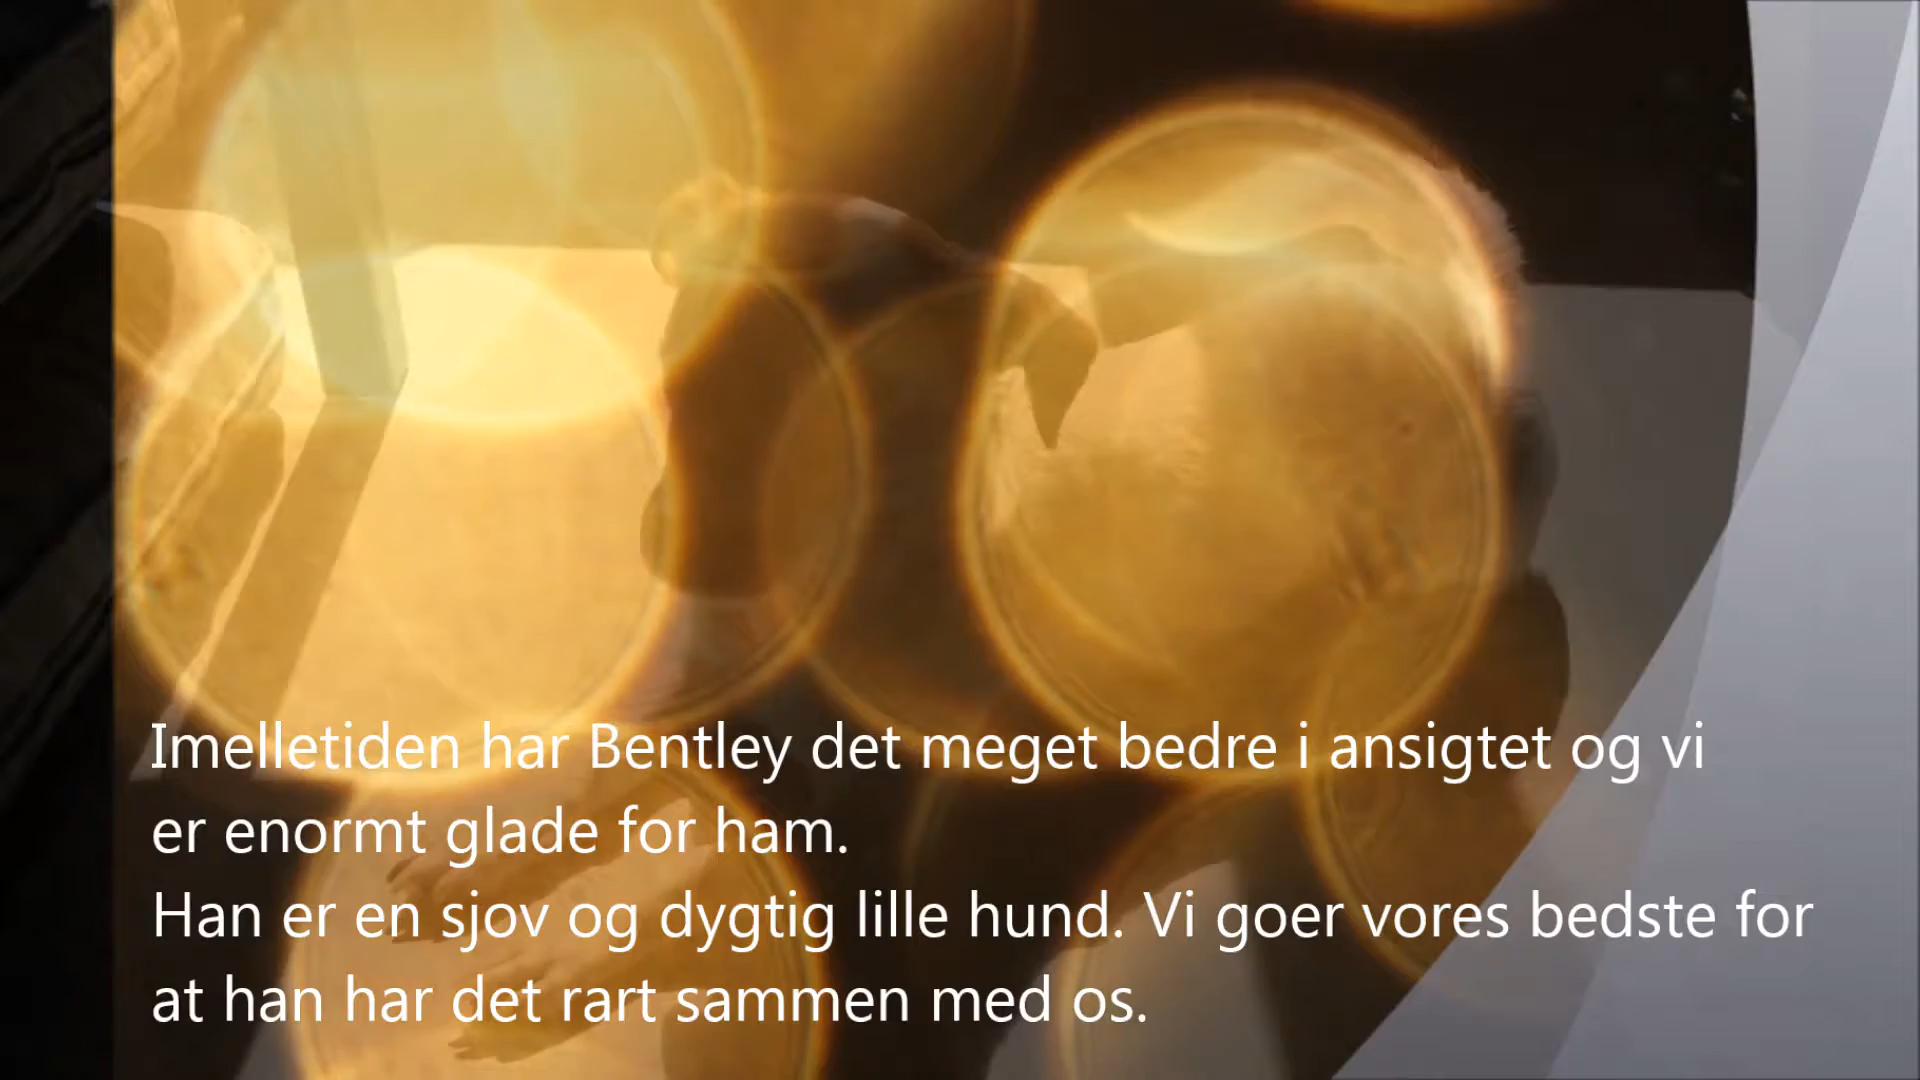 Imelletiden har Bentley det meget bedre i ansigtet og vi
er enormt glade for ham.
Han er en sjov og dygtig lille hund. Vi goer vores bedste for
at han har det rart sammen med os.